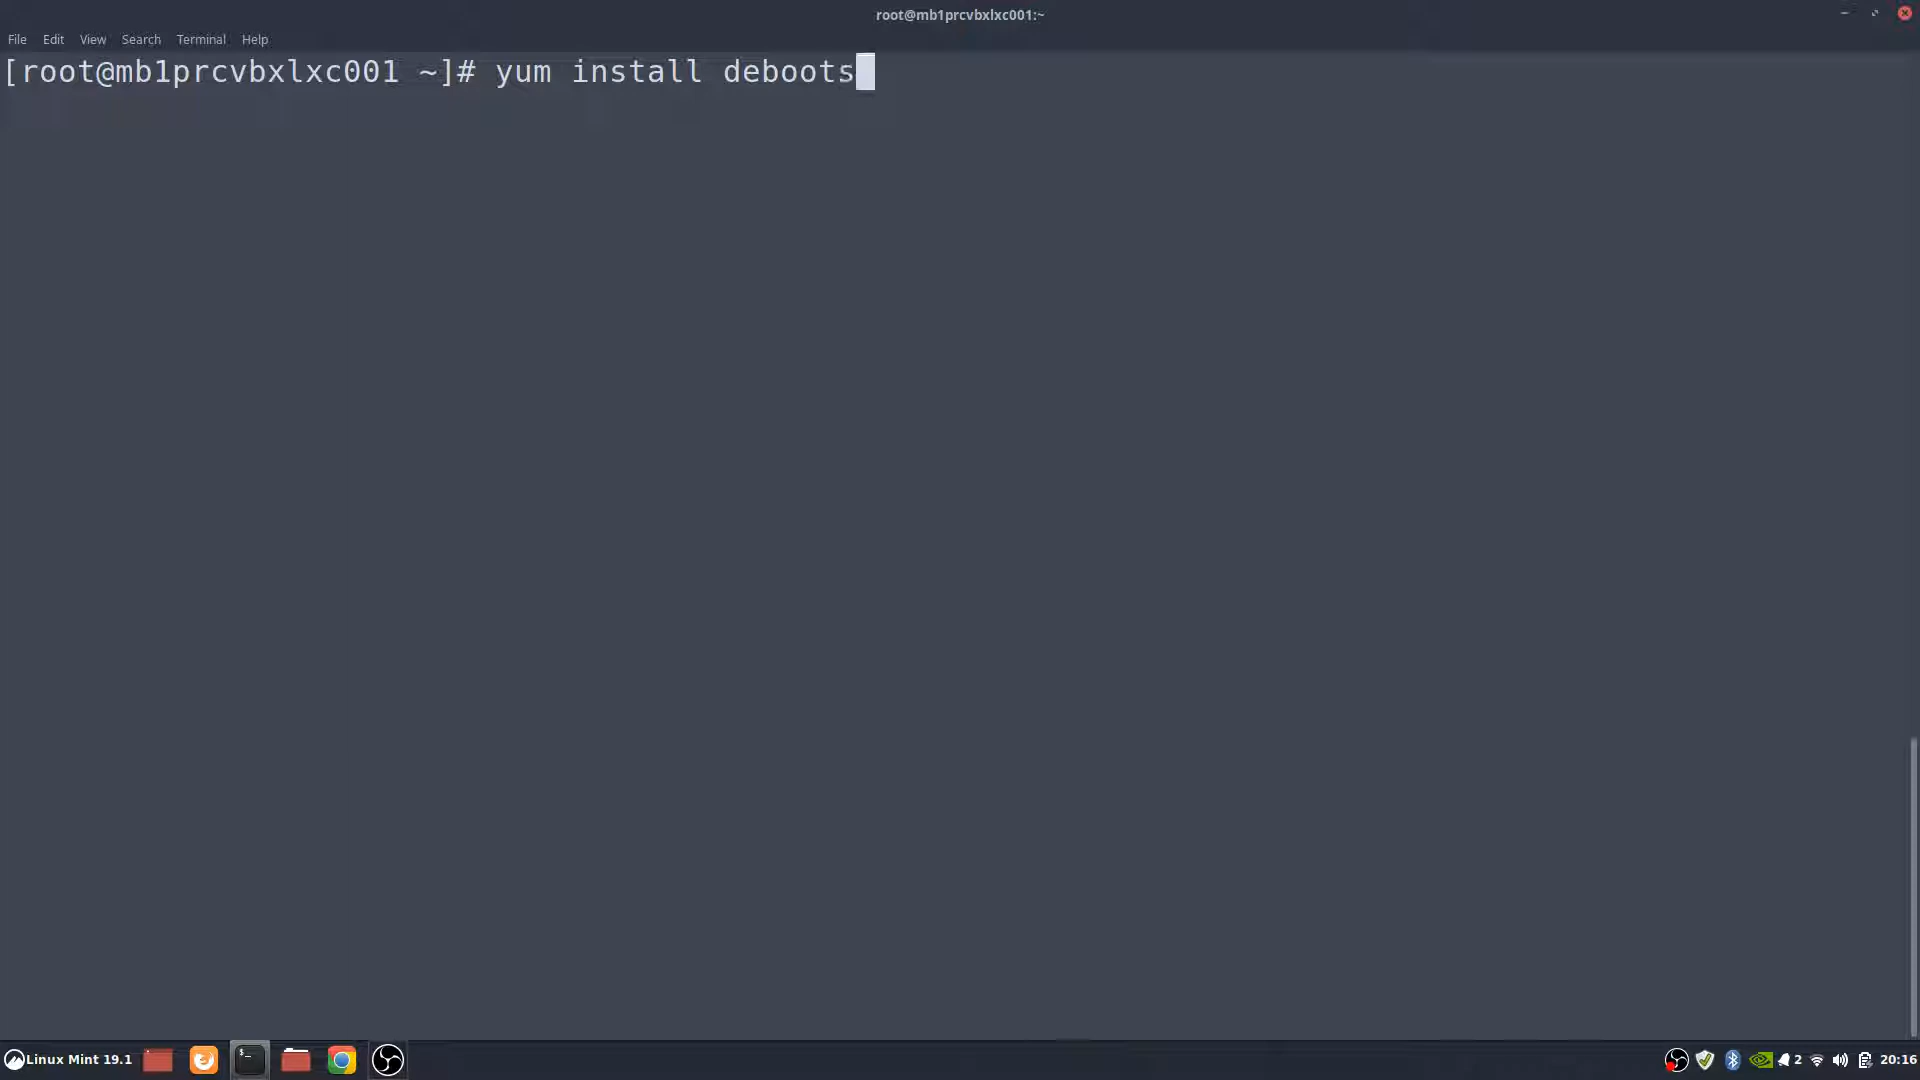 root@mb1prcvbxlxc001:~
File Edit View Search Terminal Help
[root@mb1prcvbxlxc001 ~]# yum install deboots
Linux Mint 19.1
2
20:16